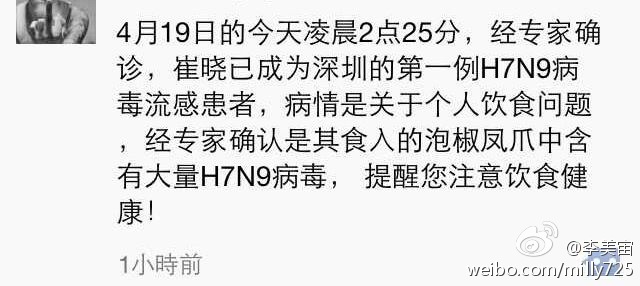 4月19日的今天凌晨2点25分，经专家确
诊，崔晓已成为深圳的第一例H7N9病
毒流感患者，病情是关于个人饮食问题
，经专家确认是其食入的泡椒凤爪中含
有大量H7N9病毒， 提醒您注意饮食健
康！
1小時前
@李美宙
weibo.com/milly725